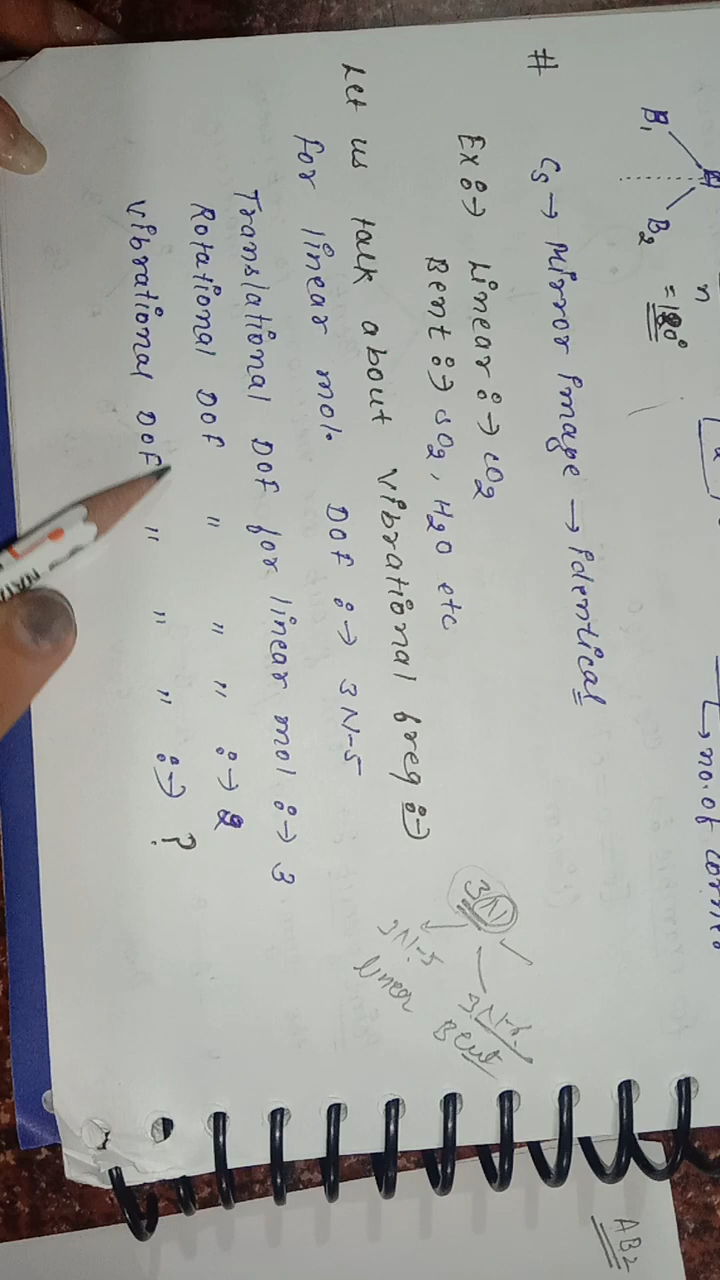 B₁ B₂
n
= 180°
→ no. of
# Cs → Mirror Image → Identical
Ex :→ Linear :→ CO2
Bent :→ SO2, H2O etc
Let us talk about vibrational freq :→
for linear mol. DOF :→ 3N-5
Translational DOF for linear mol :→ 3
Rotational DOF " " " :→ 2
vibrational DOF " " " :→ ?
3N
3N-5 3N-6
linear Bent
AB2